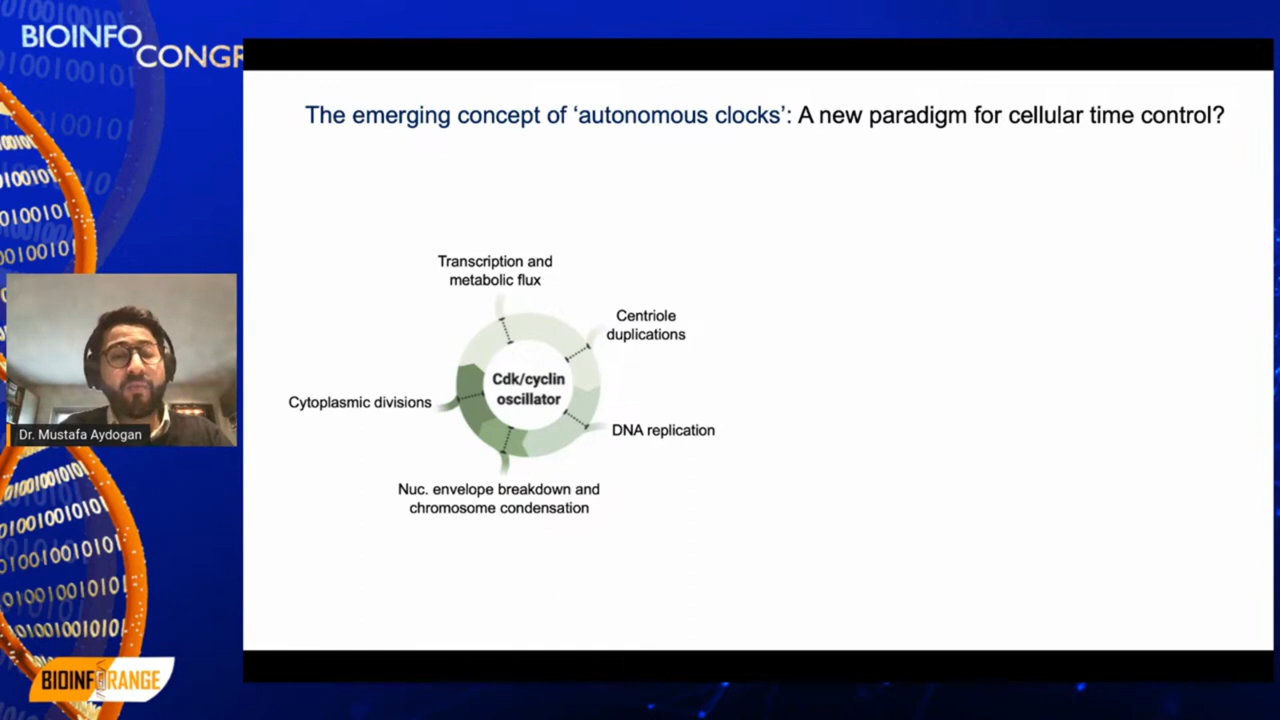 BIOINFO
CONGR
The emerging concept of ‘autonomous clocks’: A new paradigm for cellular time control?
Transcription and
metabolic flux
Centriole
duplications
Cdk/cyclin
oscillator
Cytoplasmic divisions
DNA replication
Nuc. envelope breakdown and
chromosome condensation
Dr. Mustafa Aydogan
BIOINFORANGE